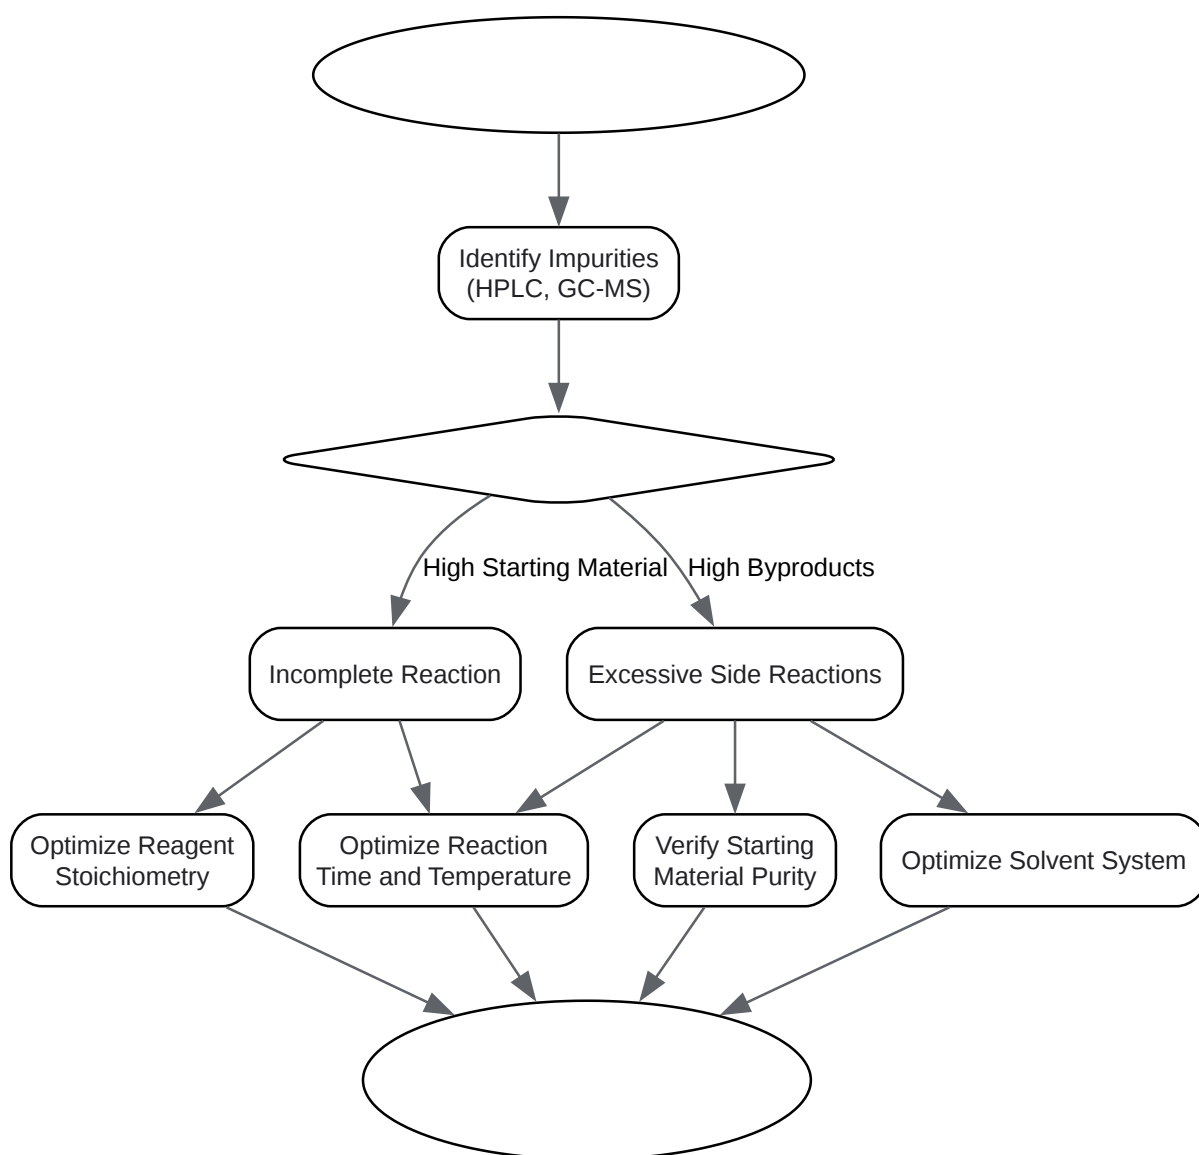 Identify Impurities
(HPLC, GC-MS)
High Starting Material
High Byproducts
Incomplete Reaction
Excessive Side Reactions
Optimize Reagent
Stoichiometry
Optimize Reaction
Time and Temperature
Verify Starting
Material Purity
Optimize Solvent System